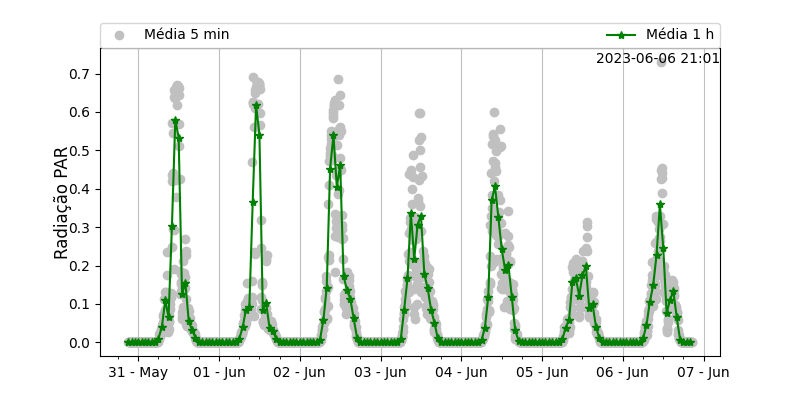 Média 5 min
Média 1 h
2023-06-06 21:01
Radiação PAR
0.7
0.6
0.5
0.4
0.3
0.2
0.1
0.0
31 - May
01 - Jun
02 - Jun
03 - Jun
04 - Jun
05 - Jun
06 - Jun
07 - Jun